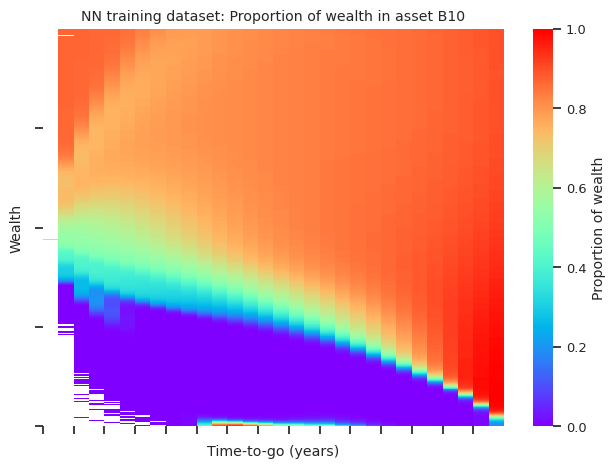 NN training dataset: Proportion of wealth in asset B10
Wealth
Time-to-go (years)
1.0
0.8
0.6
0.4
0.2
0.0
Proportion of wealth